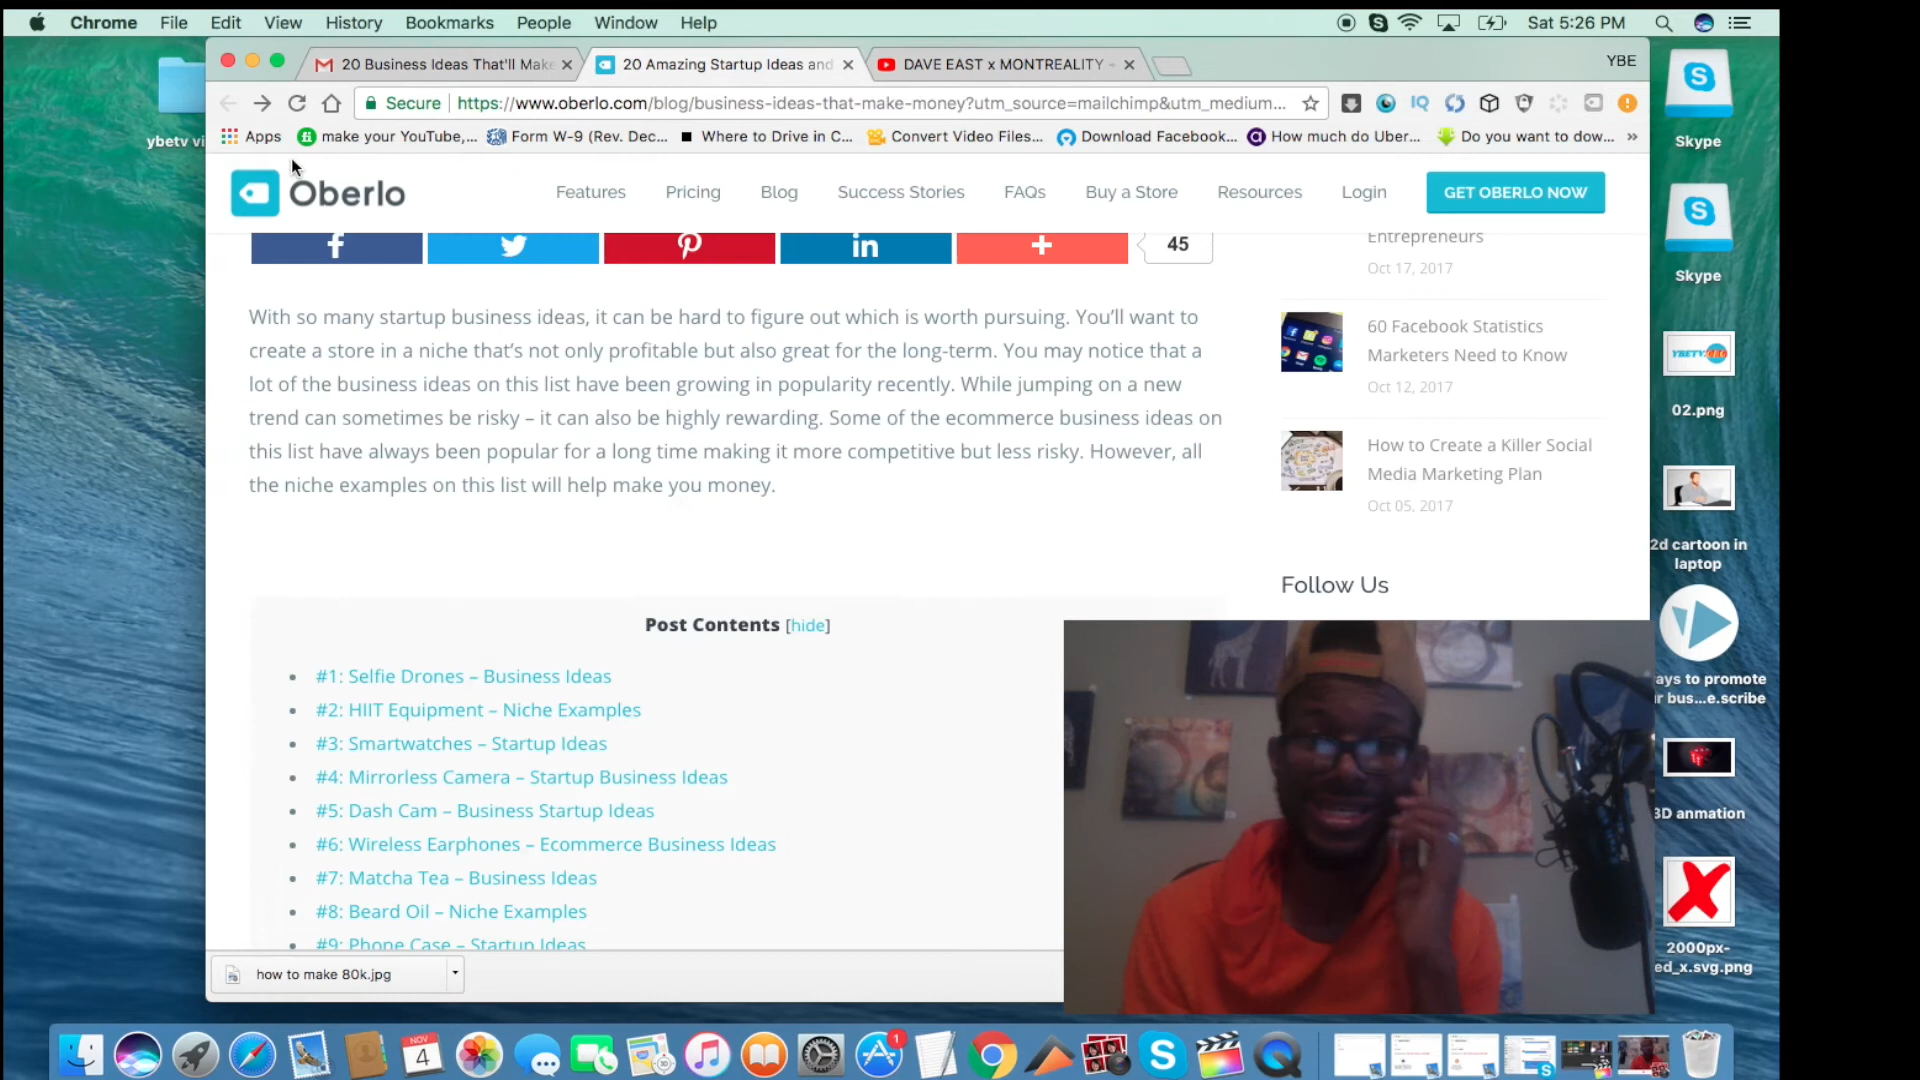 Chrome File Edit View History Bookmarks People Window Help Sat 5:26 PM
20 Business Ideas That'll Make
20 Amazing Startup Ideas and
DAVE EAST x MONTREALITY -
YBE
Secure https://www.oberlo.com/blog/business-ideas-that-make-money?utm_source=mailchimp&utm_medium...
IQ
Apps make your YouTube,... Form W-9 (Rev. Dec... Where to Drive in C... Convert Video Files... Download Facebook... How much do Uber... Do you want to dow... »
Oberlo
Features Pricing Blog Success Stories FAQs Buy a Store Resources Login GET OBERLO NOW
45
With so many startup business ideas, it can be hard to figure out which is worth pursuing. You'll want to
create a store in a niche that's not only profitable but also great for the long-term. You may notice that a
lot of the business ideas on this list have been growing in popularity recently. While jumping on a new
trend can sometimes be risky – it can also be highly rewarding. Some of the ecommerce business ideas on
this list have always been popular for a long time making it more competitive but less risky. However, all
the niche examples on this list will help make you money.
Post Contents [hide]
#1: Selfie Drones – Business Ideas
#2: HIIT Equipment – Niche Examples
#3: Smartwatches – Startup Ideas
#4: Mirrorless Camera – Startup Business Ideas
#5: Dash Cam – Business Startup Ideas
#6: Wireless Earphones – Ecommerce Business Ideas
#7: Matcha Tea – Business Ideas
#8: Beard Oil – Niche Examples
#9: Phone Case – Startup Ideas
Entrepreneurs
Oct 17, 2017
60 Facebook Statistics
Marketers Need to Know
Oct 12, 2017
How to Create a Killer Social
Media Marketing Plan
Oct 05, 2017
Follow Us
how to make 80k.jpg
ybetv vi
Skype
Skype
YBETV.ORG
02.png
2d cartoon in
laptop
ays to promote
r bus...e.scribe
3D anmation
2000px-
ed_x.svg.png
NOV
4
1